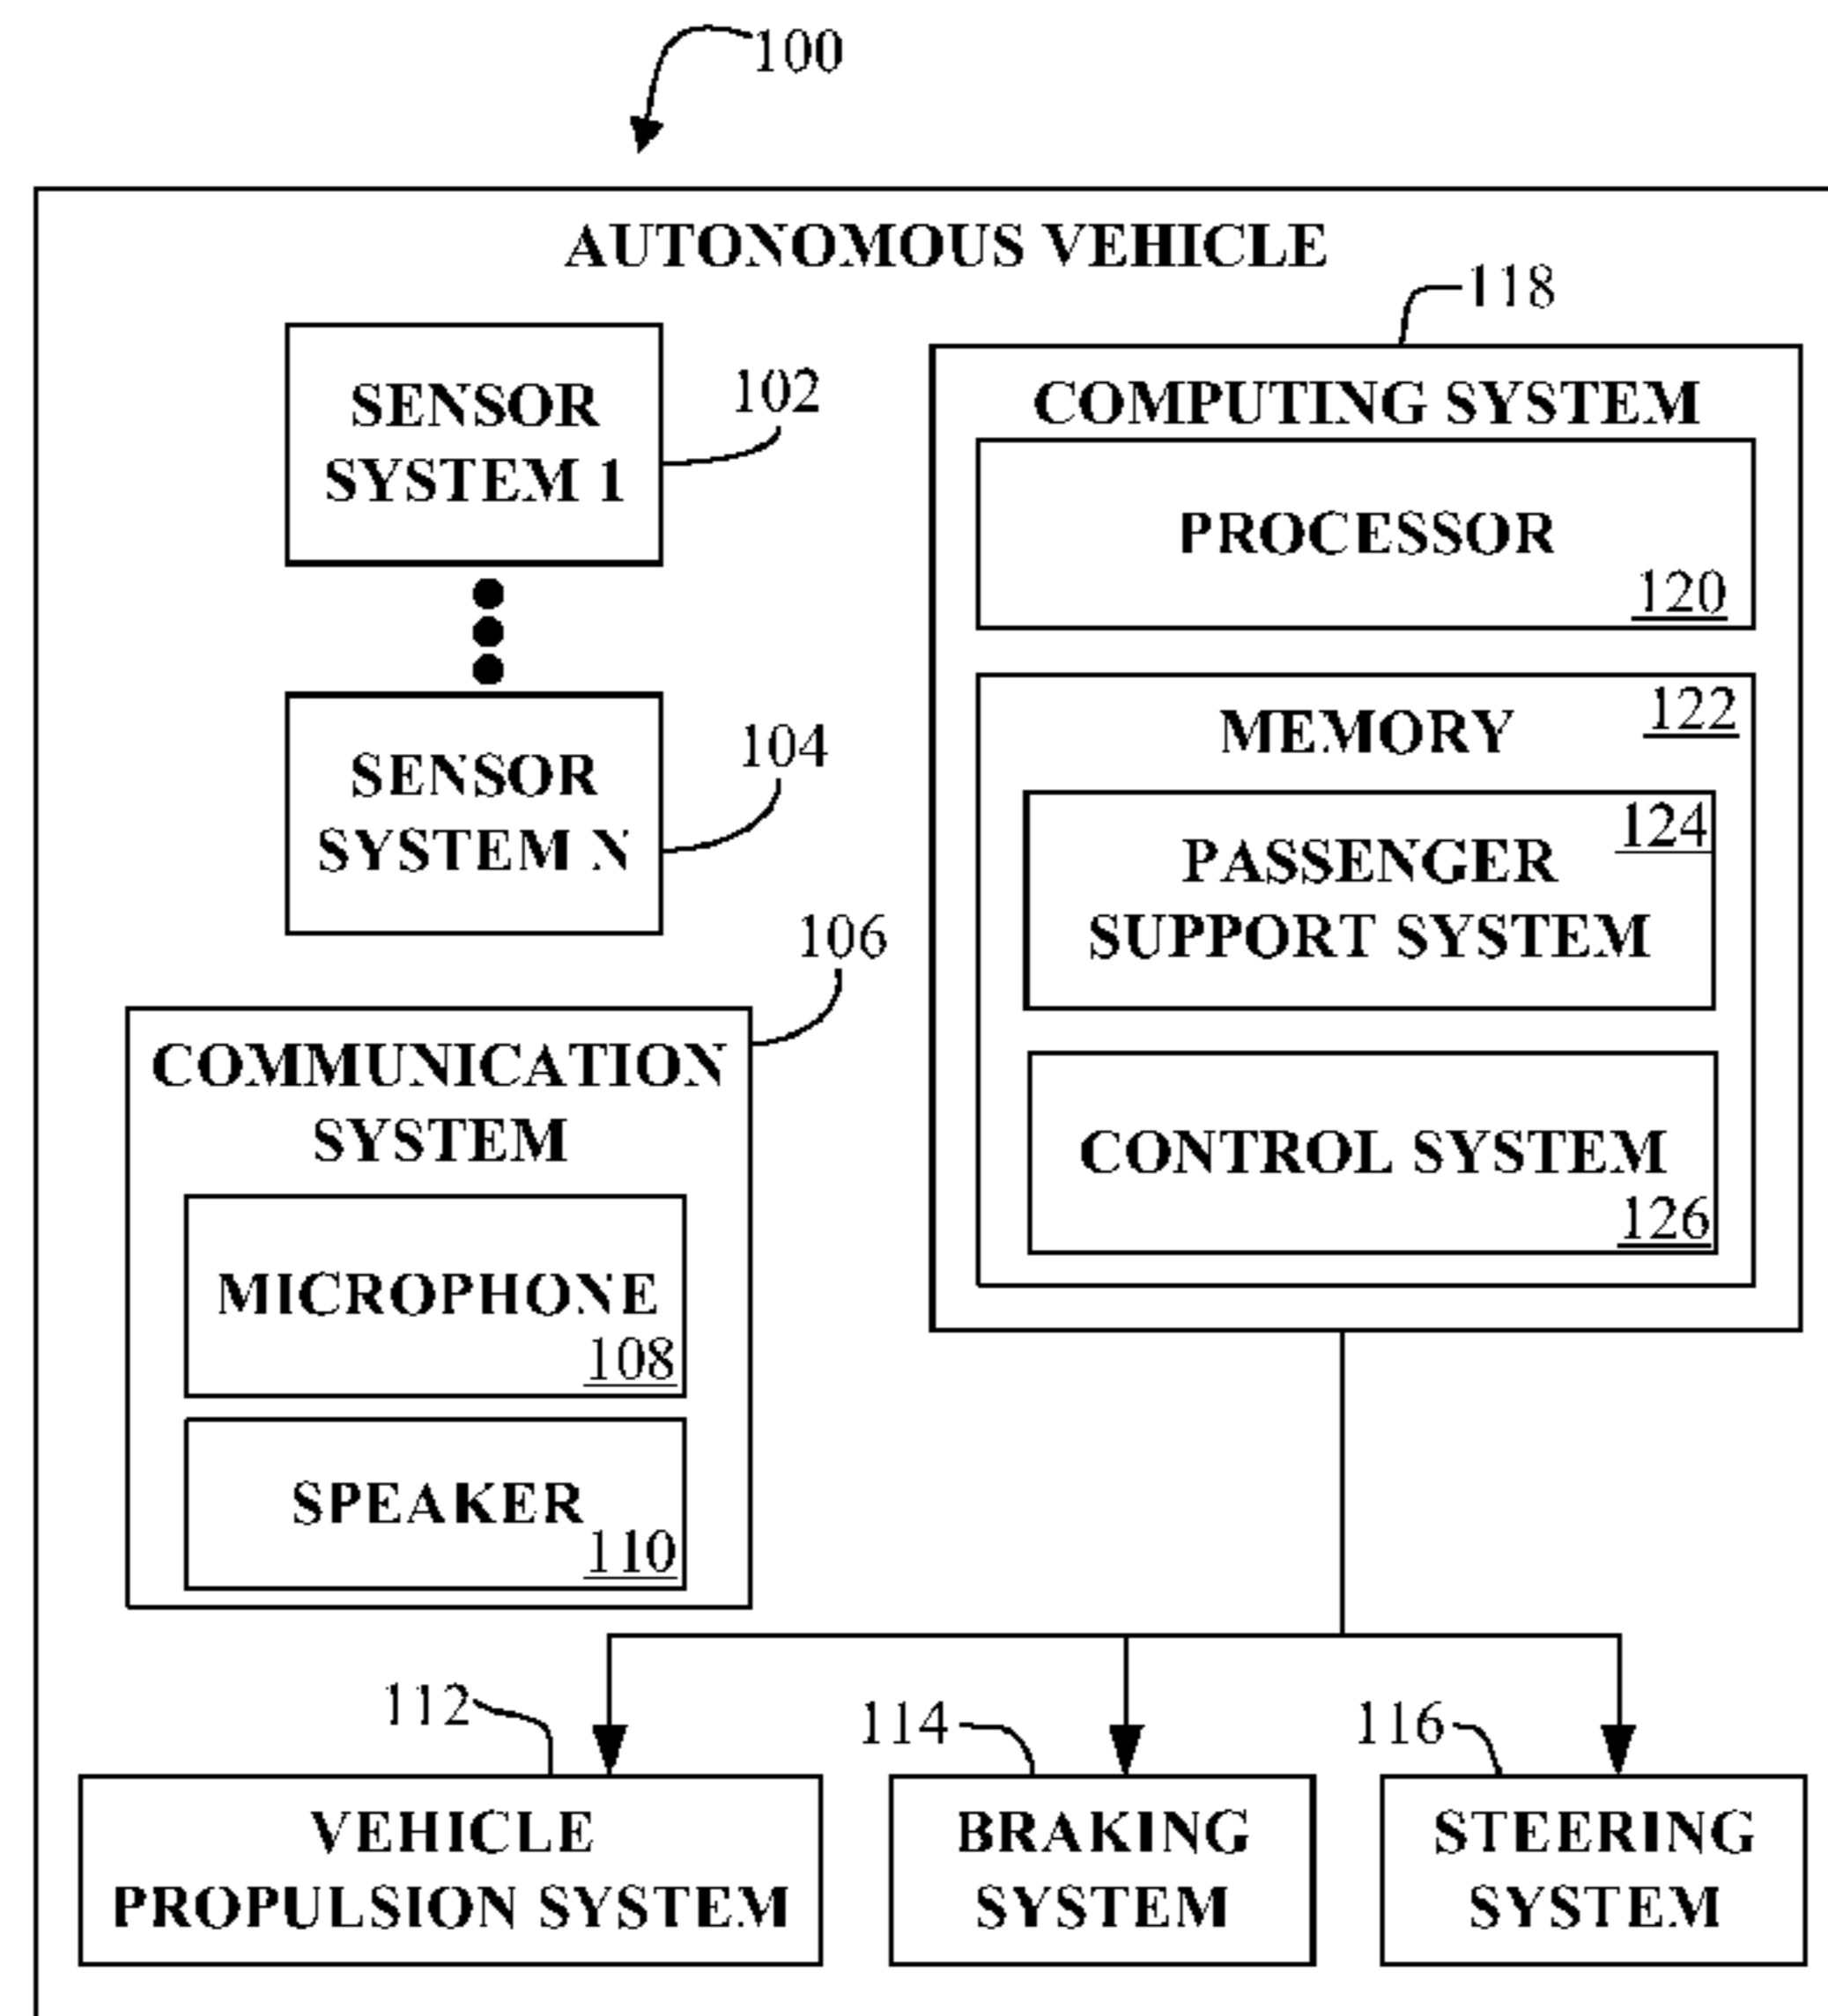 100
AUTONOMOUS VEHICLE
118
SENSOR
SYSTEM 1
102
SENSOR
SYSTEM N
104
COMPUTING SYSTEM
PROCESSOR
120
MEMORY
122
PASSENGER
SUPPORT SYSTEM
124
CONTROL SYSTEM
126
106
COMMUNICATION
SYSTEM
MICROPHONE
108
SPEAKER
110
112
VEHICLE
PROPULSION SYSTEM
114
BRAKING
SYSTEM
116
STEERING
SYSTEM